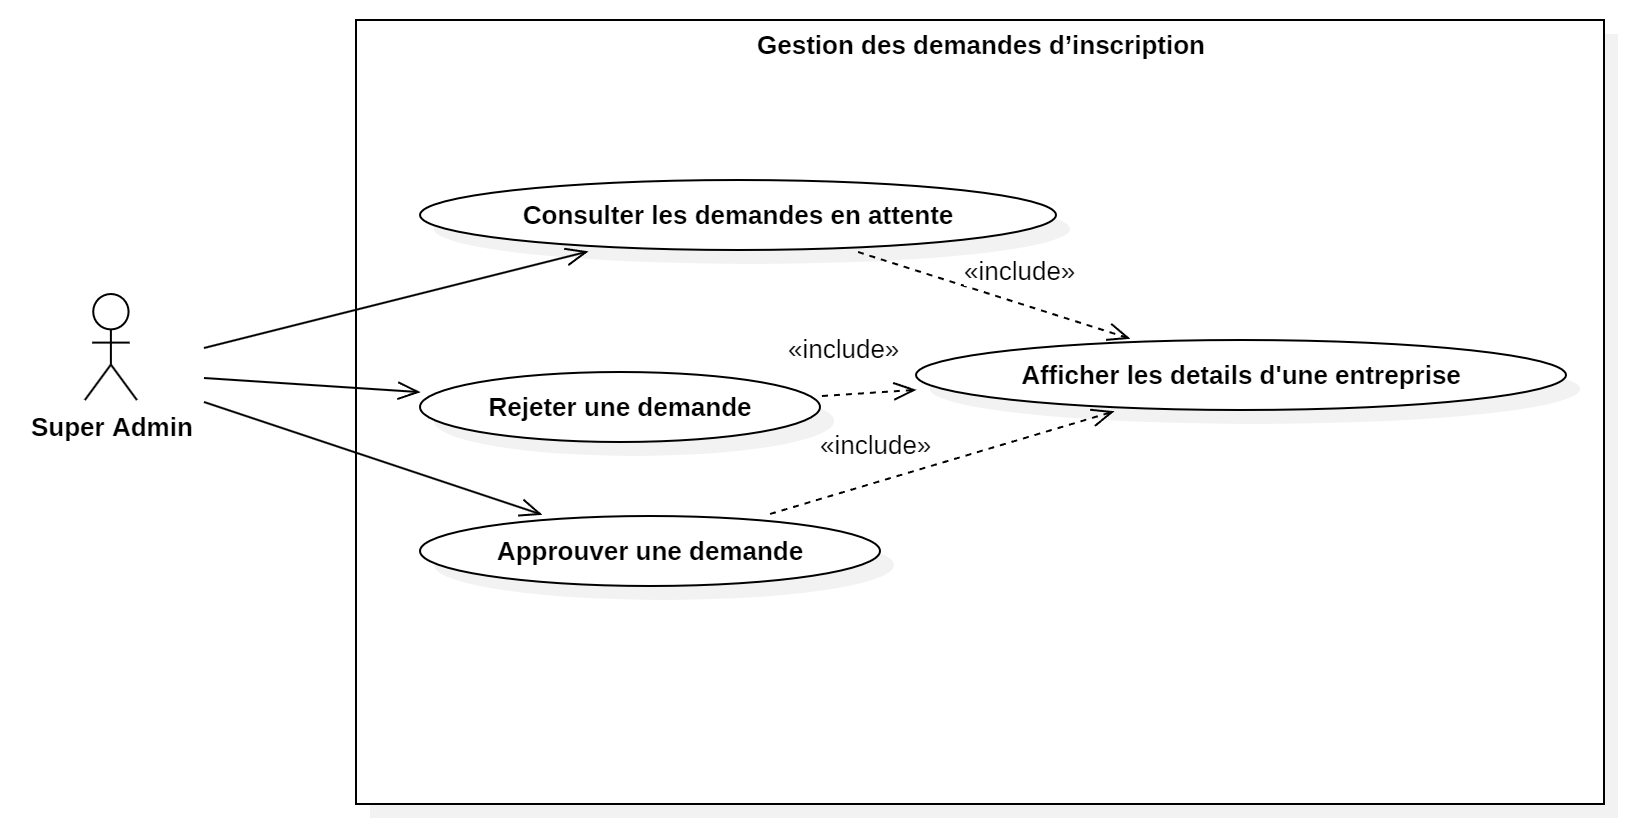 Gestion des demandes d’inscription
Consulter les demandes en attente
«include»
«include»
Afficher les details d'une entreprise
Rejeter une demande
Super Admin
«include»
Approuver une demande